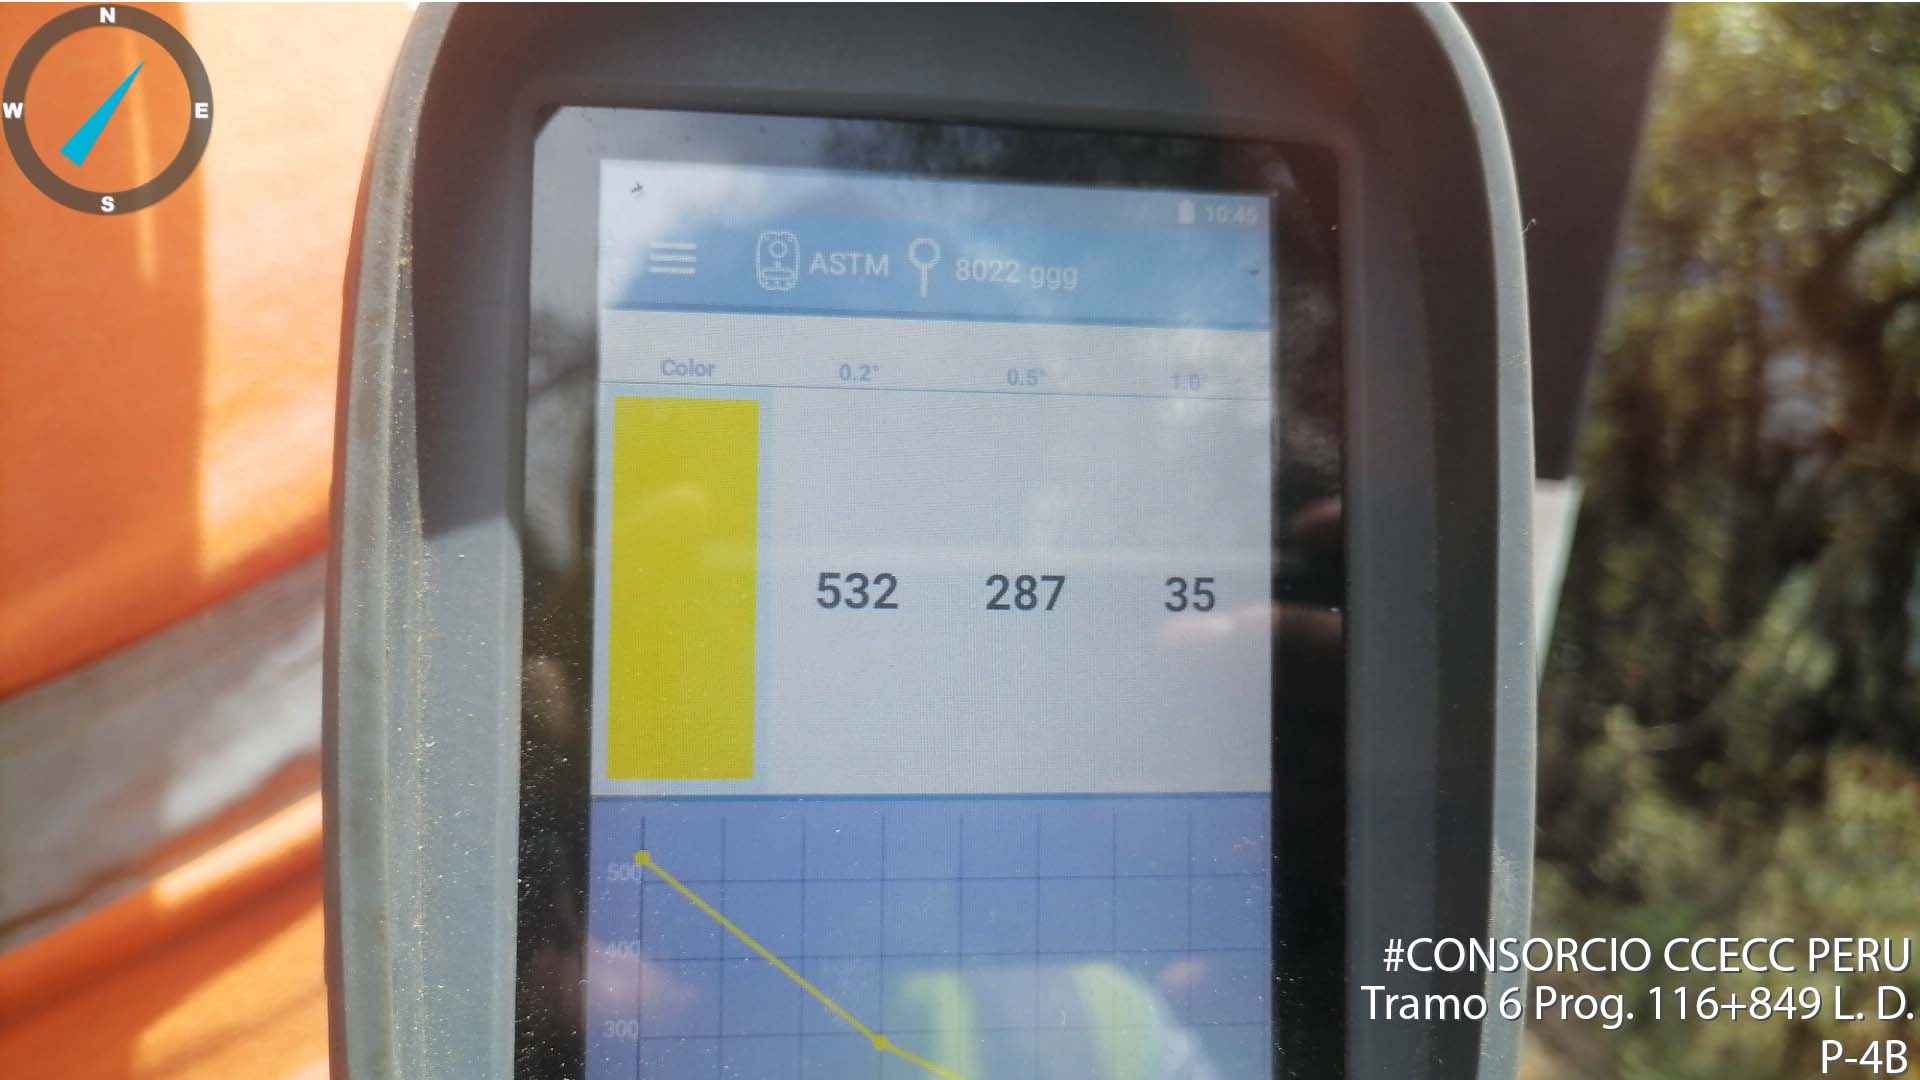 N
W E
S
10:45
ASTM 8022 ggg
Color 0.2° 0.5° 1.0°
532 287 35
500
400
300
#CONSORCIO CCECC PERU
Tramo 6 Prog. 116+849 L. D.
P-4B